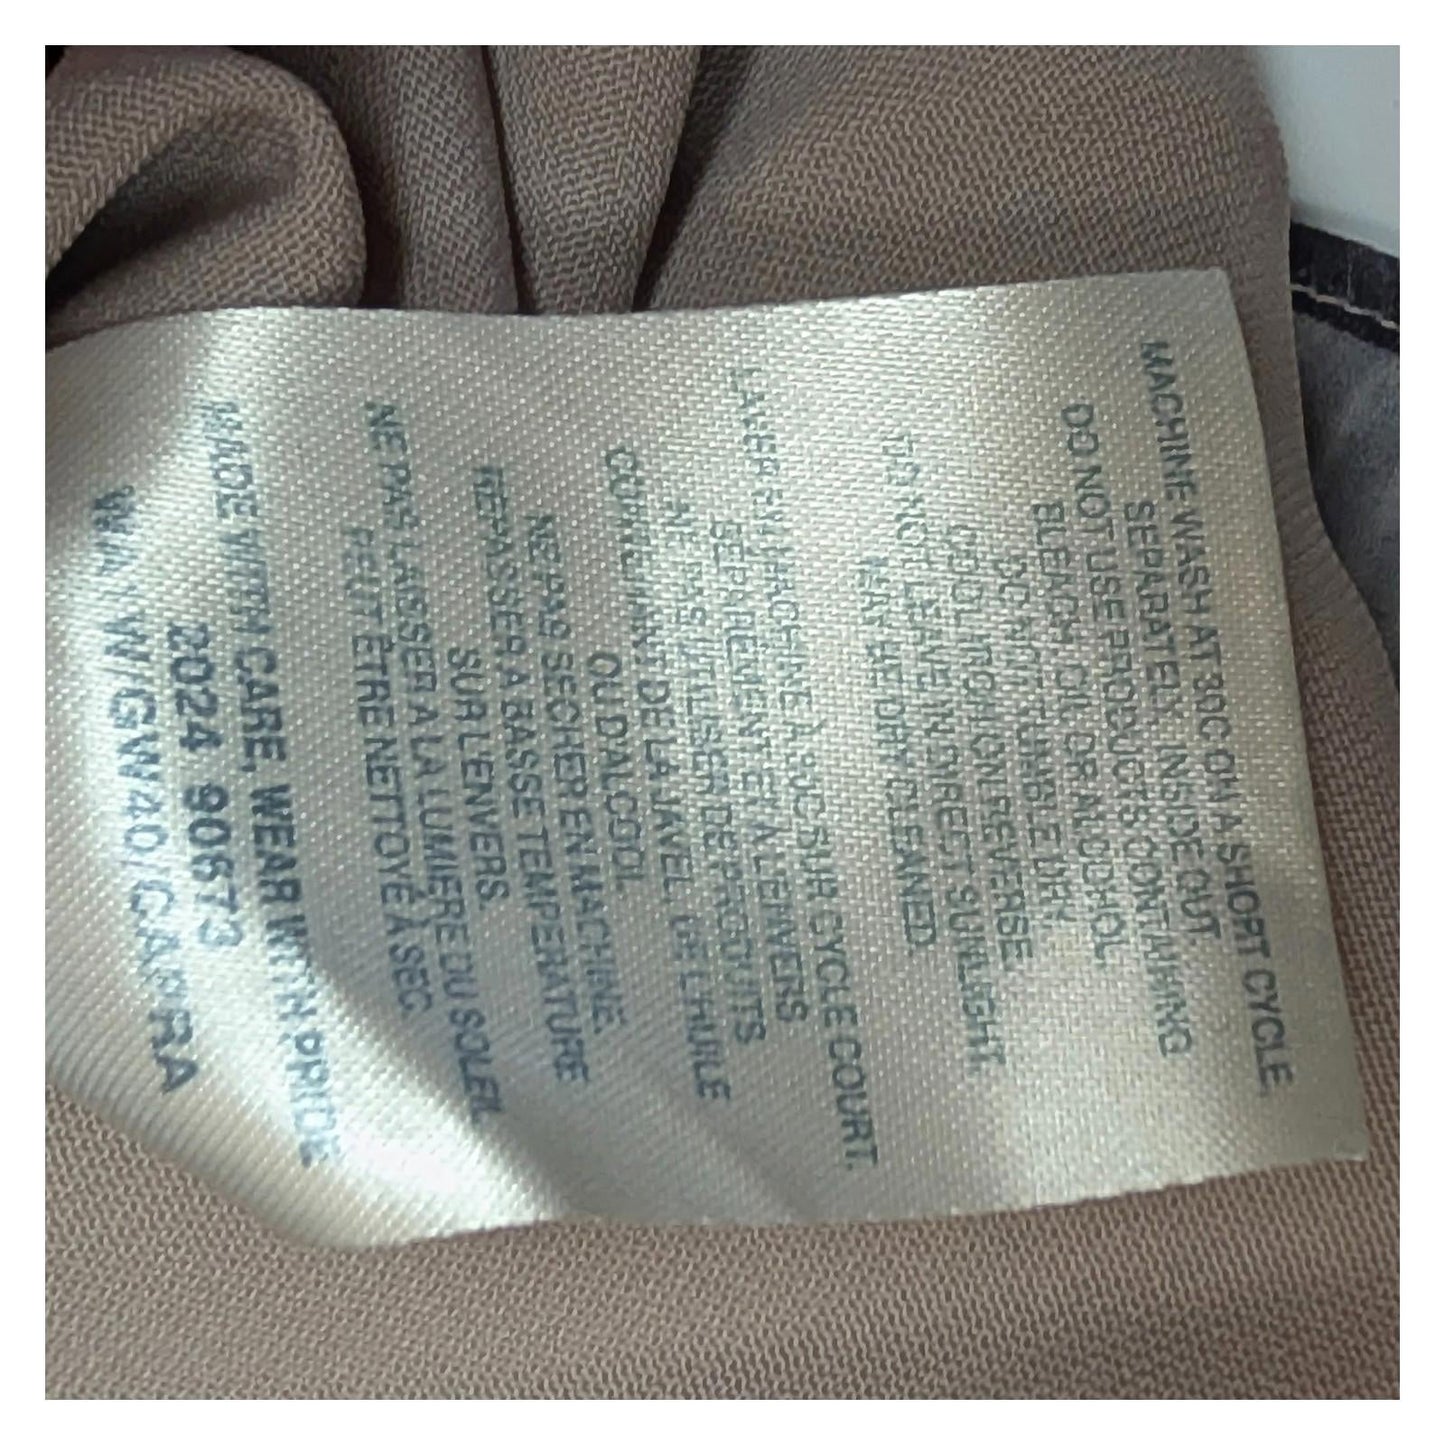 MACHINE WASH AT 30C ON A SHORT CYCLE.
SEPARATELY, INSIDE OUT.
DO NOT USE PRODUCTS CONTAINING
BLEACH, OIL OR ALCOHOL
DO NOT TUMBLE DRY
COOL IRON ON REVERSE
DO NOT LEAVE IN DIRECT SUNLIGHT.
MAY BE DRY CLEANED.
LAVER EN MACHINE À 30C SUR CYCLE COURT.
SÉPARÉMENT ET À L'ENVERS
NE PAS UTILISER DE PRODUITS
DE LA JAVEL DE L'HUILE
OU D'ALCOOL
NE PAS SECHER EN MACHINE.
REPASSER A BASSE TEMPERATURE
SUR L'ENVERS.
NE PAS LAISSER A LA LUMIERE DU SOLEIL
PEUT ÊTRE NETTOYÉ À SEC
MADE WITH CARE, WEAR WITH PRIDE
2024 90673
/GW40/CAPRA